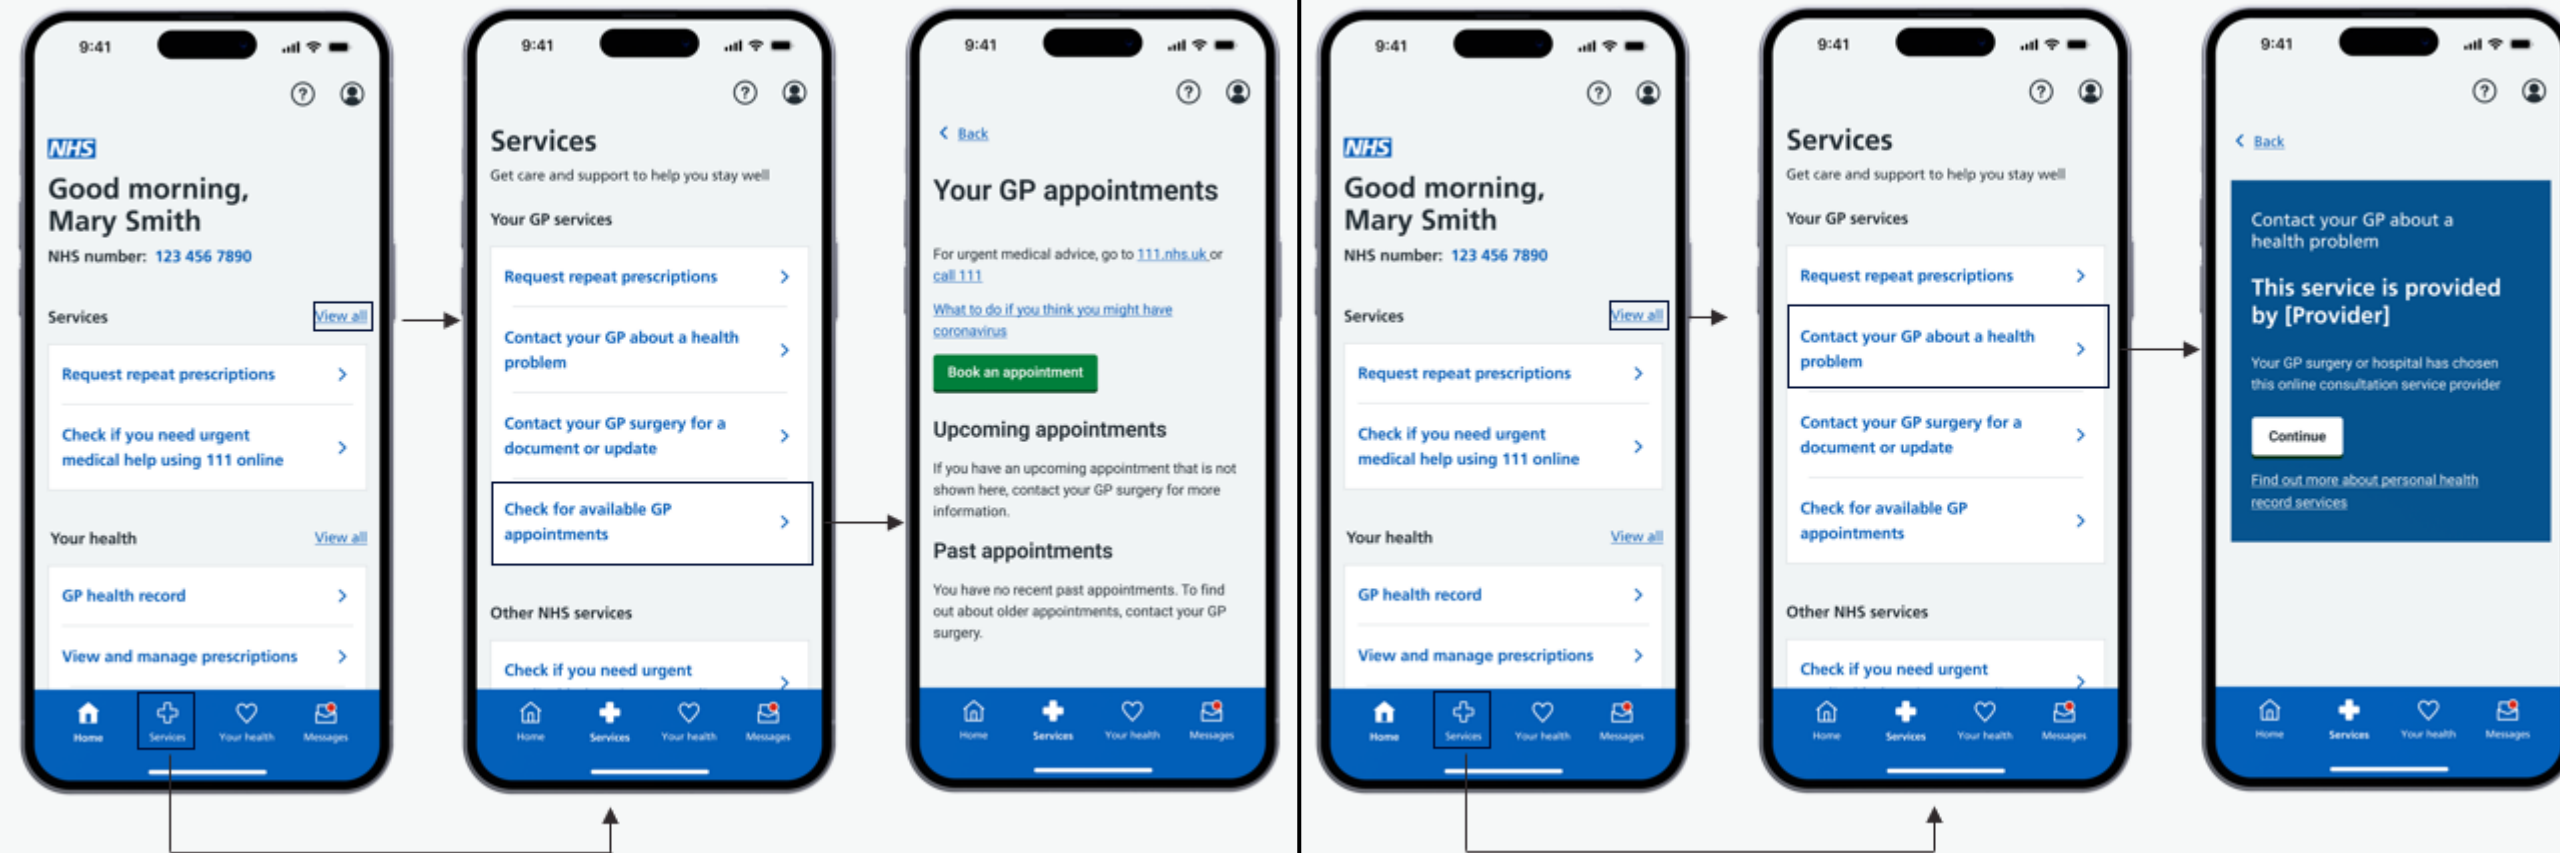 9:41
NHS
Good morning,
Mary Smith
NHS number: 123 456 7890
Services
View all
Request repeat prescriptions
Check if you need urgent
medical help using 111 online
Your health
View all
GP health record
View and manage prescriptions
Home
Services
Your health
Messages
9:41
Services
Get care and support to help you stay well
Your GP services
Request repeat prescriptions
Contact your GP about a health
problem
Contact your GP surgery for a
document or update
Check for available GP
appointments
Other NHS services
Check if you need urgent
Home
Services
Your health
Messages
9:41
Back
Your GP appointments
For urgent medical advice, go to 111.nhs.uk or
call 111
What to do if you think you might have
coronavirus
Book an appointment
Upcoming appointments
If you have an upcoming appointment that is not
shown here, contact your GP surgery for more
information.
Past appointments
You have no recent past appointments. To find
out about older appointments, contact your GP
surgery.
Home
Services
Your health
Messages
9:41
NHS
Good morning,
Mary Smith
NHS number: 123 456 7890
Services
View all
Request repeat prescriptions
Check if you need urgent
medical help using 111 online
Your health
View all
GP health record
View and manage prescriptions
Home
Services
Your health
Messages
9:41
Services
Get care and support to help you stay well
Your GP services
Request repeat prescriptions
Contact your GP about a health
problem
Contact your GP surgery for a
document or update
Check for available GP
appointments
Other NHS services
Check if you need urgent
Home
Services
Your health
Messages
9:41
Back
Contact your GP about a
health problem
This service is provided
by [Provider]
Your GP surgery or hospital has chosen
this online consultation service provider
Continue
Find out more about personal health
record services
Home
Services
Your health
Messages